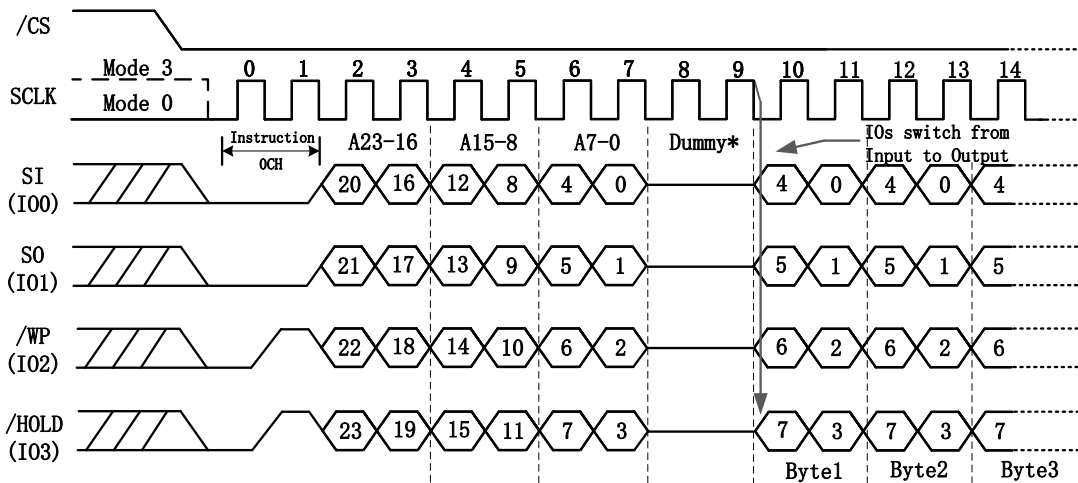 /CS
Mode 3
0 1 2 3 4 5 6 7 8 9 10 11 12 13 14
SCLK
Mode 0
Instruction
0CH
A23-16 A15-8 A7-0 Dummy*
IOs switch from
Input to Output
SI
(IO0)
20 16 12 8 4 0 4 0 4 0 4
SO
(IO1)
21 17 13 9 5 1 5 1 5 1 5
/WP
(IO2)
22 18 14 10 6 2 6 2 6 2 6
/HOLD
(IO3)
23 19 15 11 7 3 7 3 7 3 7
Byte1 Byte2 Byte3